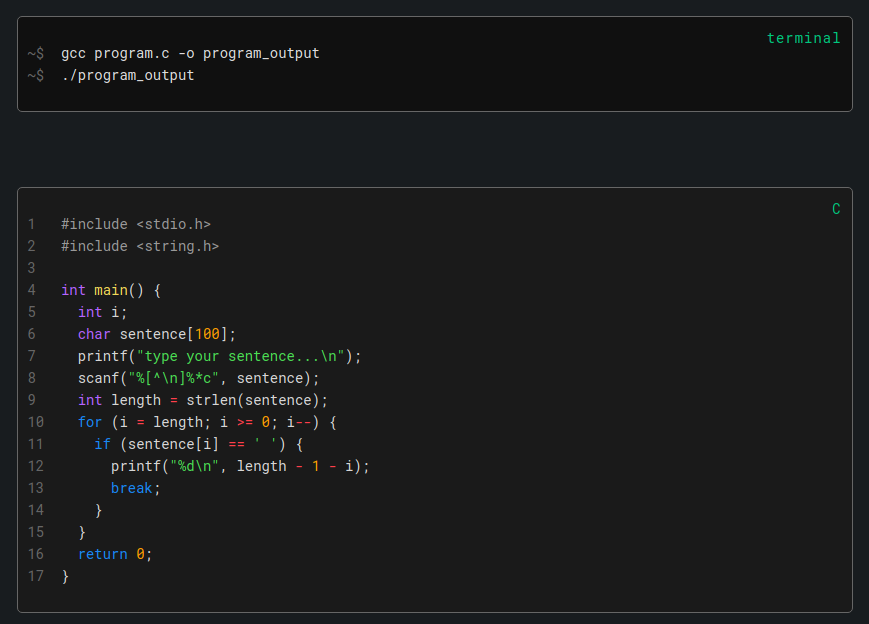 terminal
~$ gcc program.c -o program_output
~$ ./program_output
C
1 #include <stdio.h>
2 #include <string.h>
3
4 int main() {
5   int i;
6   char sentence[100];
7   printf("type your sentence...\n");
8   scanf("%[^\n]%*c", sentence);
9   int length = strlen(sentence);
10   for (i = length; i >= 0; i--) {
11     if (sentence[i] == ' ') {
12       printf("%d\n", length - 1 - i);
13       break;
14     }
15   }
16   return 0;
17 }